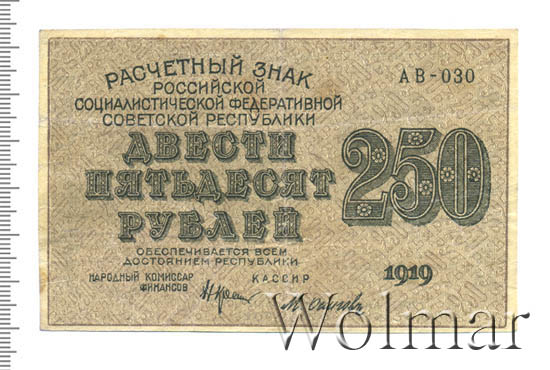 РАСЧЕТНЫЙ ЗНАК
РОССИЙСКОЙ
СОЦИАЛИСТИЧЕСКОЙ ФЕДЕРАТИВНОЙ
СОВЕТСКОЙ РЕСПУБЛИКИ
ДВЕСТИ
ПЯТЬДЕСЯТ
РУБЛЕЙ
ОБЕСПЕЧИВАЕТСЯ ВСЕМ
ДОСТОЯНИЕМ РЕСПУБЛИКИ
НАРОДНЫЙ КОМИССАР
ФИНАНСОВ
КАССИР
АВ-030
250
1919
Wolmar